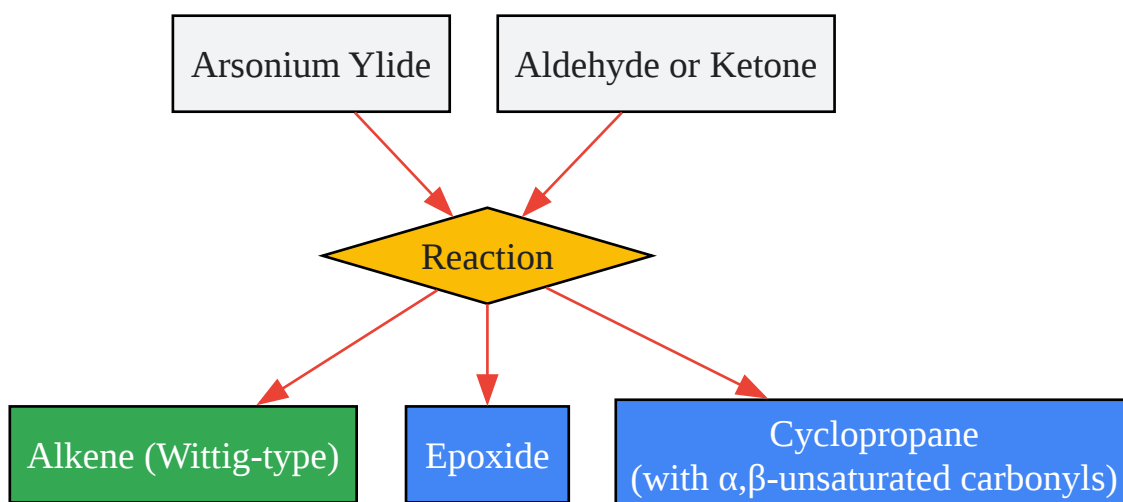 Arsonium Ylide
Aldehyde or Ketone
Reaction
Alkene (Wittig-type)
Epoxide
Cyclopropane
(with α,β-unsaturated carbonyls)